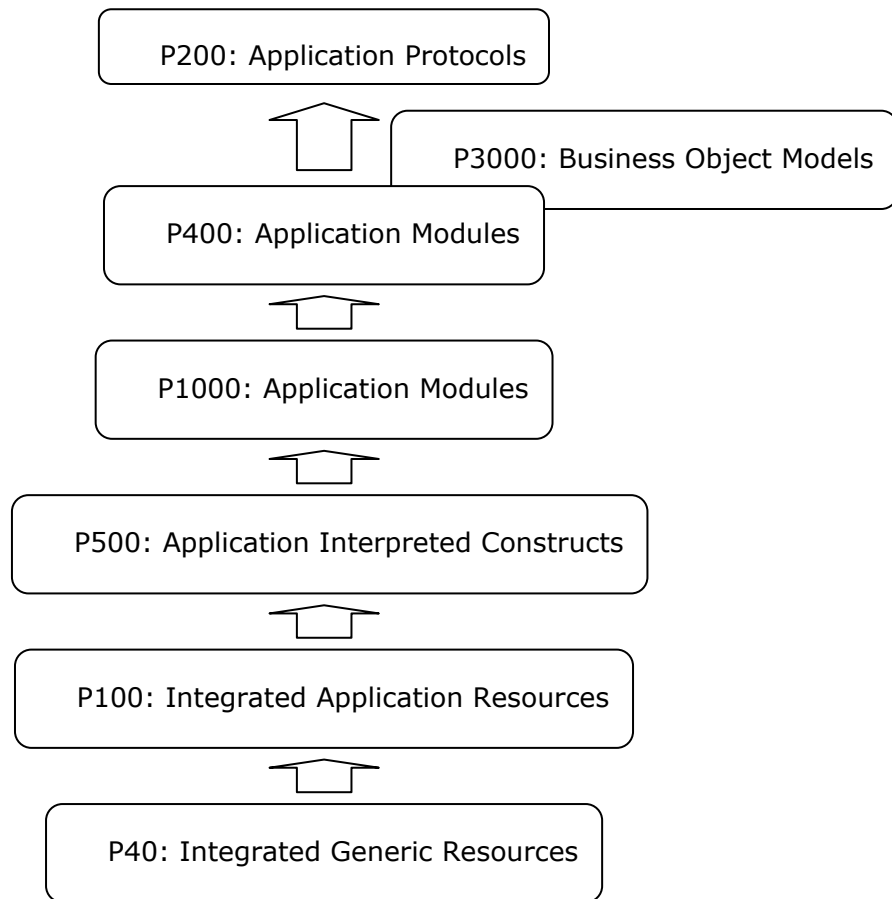 P200: Application Protocols
P3000: Business Object Models
P400: Application Modules
P1000: Application Modules
P500: Application Interpreted Constructs
P100: Integrated Application Resources
P40: Integrated Generic Resources